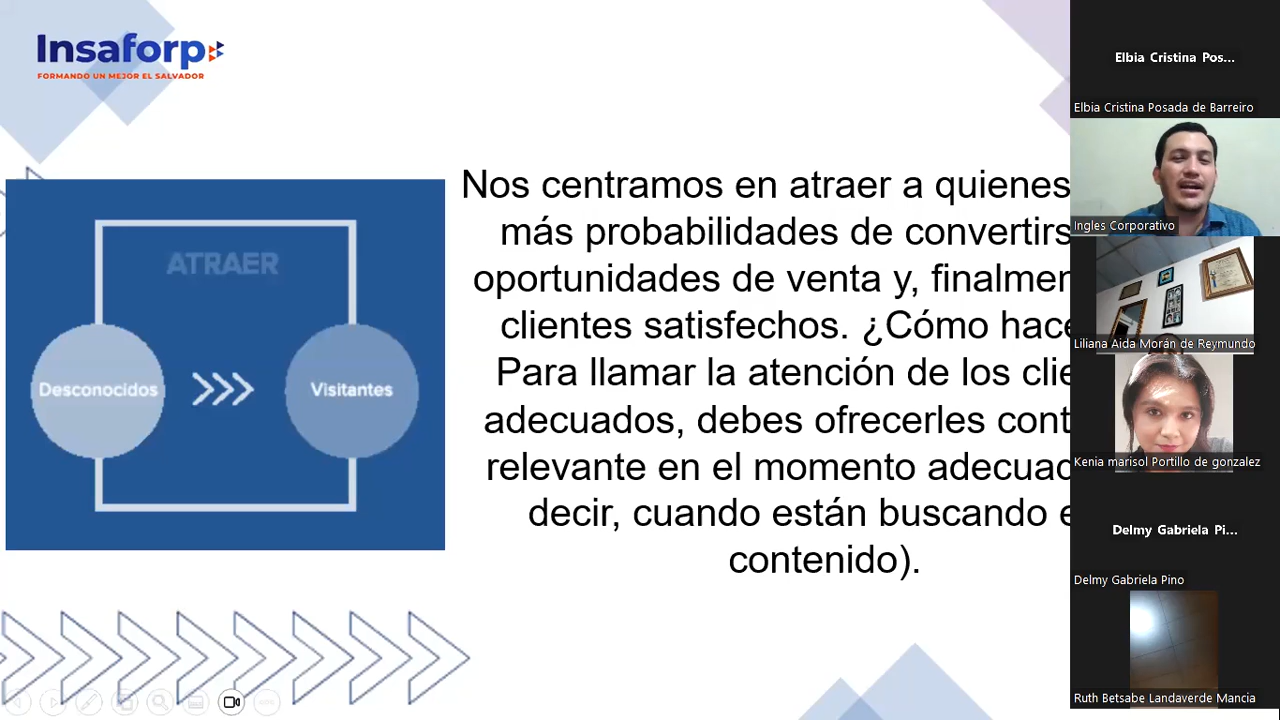 Insaforp
FORMANDO UN MEJOR EL SALVADOR
ATRAER
Desconocidos
Visitantes
Nos centramos en atraer a quienes
más probabilidades de convertirs
oportunidades de venta y, finalmen
clientes satisfechos. ¿Cómo hace
Para llamar la atención de los clie
adecuados, debes ofrecerles cont
relevante en el momento adecuad
decir, cuando están buscando e
contenido).
Elbia Cristina Pos...
Elbia Cristina Posada de Barreiro
Ingles Corporativo
Liliana Aida Morán de Reymundo
Kenia marisol Portillo de gonzalez
Delmy Gabriela Pi...
Delmy Gabriela Pino
Ruth Betsabe Landaverde Mancia